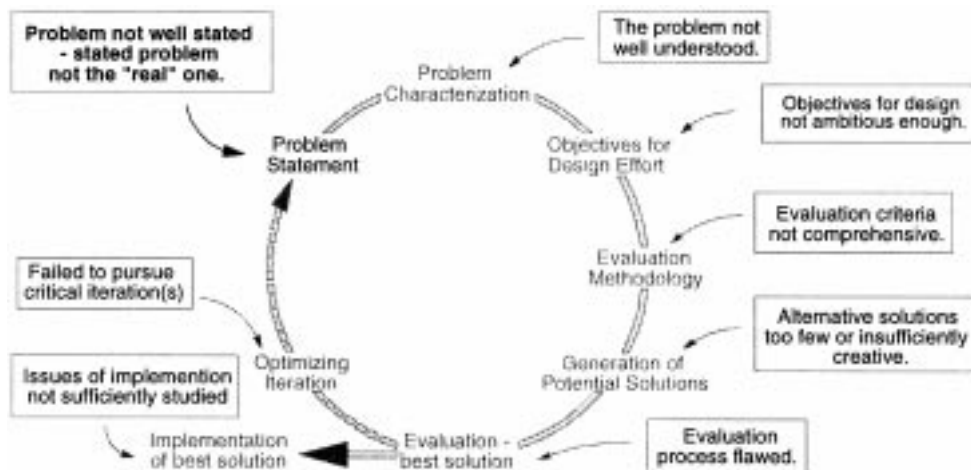 Problem not well stated
- stated problem
not the "real" one.
The problem not
well understood.
Problem
Characterization
Objectives for design
not ambitious enough.
Problem
Statement
Objectives for
Design Effort
Evaluation criteria
not comprehensive.
Evaluation
Methodology
Failed to pursue
critical iteration(s)
Alternative solutions
too few or insufficiently
creative.
Optimizing
Iteration
Generation of
Potential Solutions
Issues of implemention
not sufficiently studied
Implementation
of best solution
Evaluation -
best solution
Evaluation
process flawed.